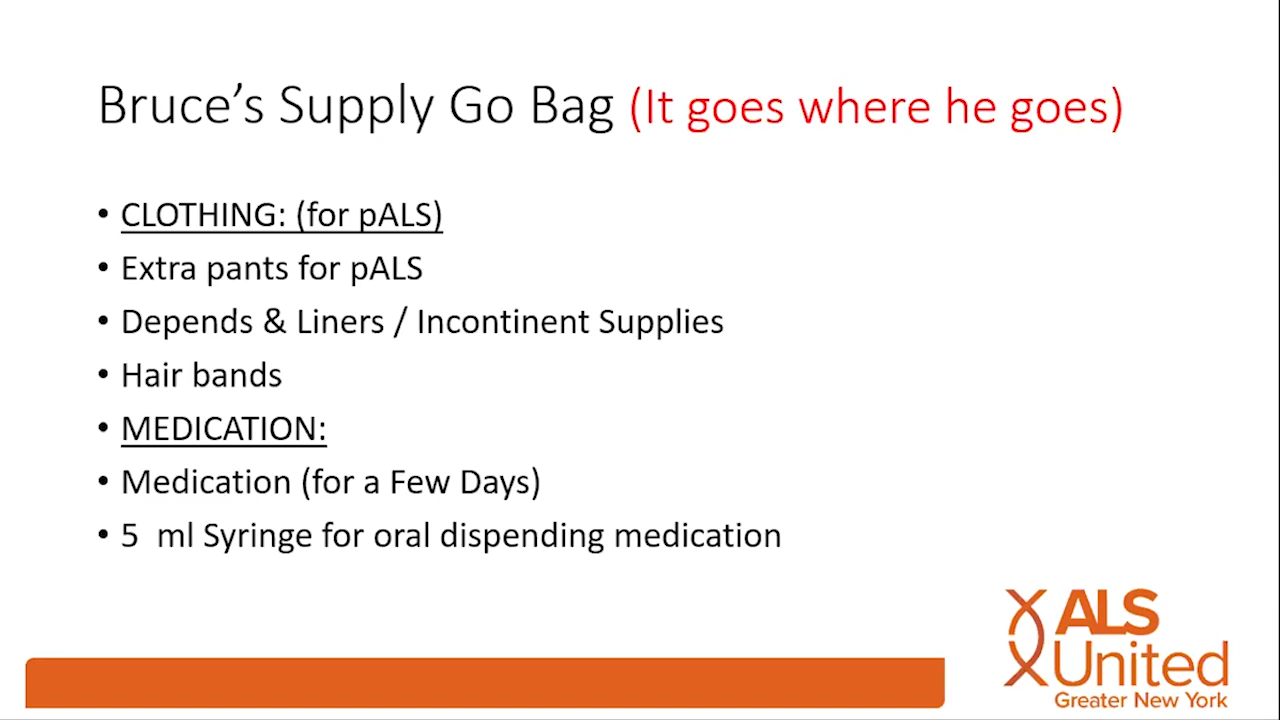 Bruce’s Supply Go Bag (It goes where he goes)
• CLOTHING: (for pALS)
• Extra pants for pALS
• Depends & Liners / Incontinent Supplies
• Hair bands
• MEDICATION:
• Medication (for a Few Days)
• 5  ml Syringe for oral dispending medication
ALS
United
Greater New York